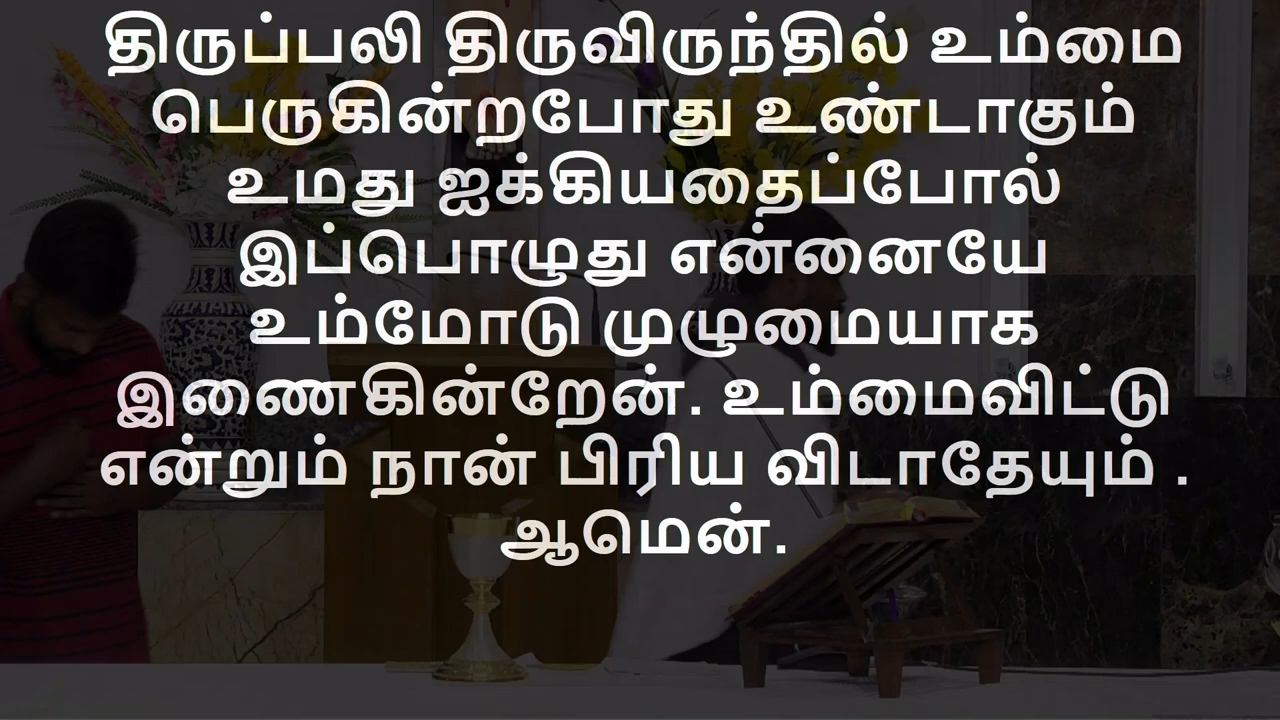 திருப்பலி திருவிருந்தில் உம்மை
பெருகின்றபோது உண்டாகும்
உமது ஐக்கியதைப்போல்
இப்பொழுது என்னையே
உம்மோடு முழுமையாக
இணைகின்றேன். உம்மைவிட்டு
என்றும் நான் பிரிய விடாதேயும் .
ஆமென்.